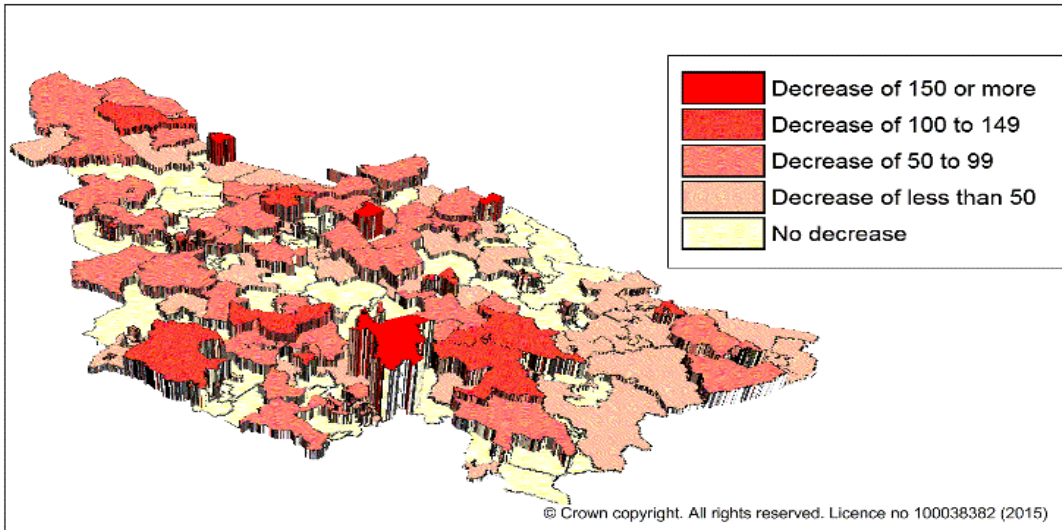 Decrease of 150 or more
Decrease of 100 to 149
Decrease of 50 to 99
Decrease of less than 50
No decrease
© Crown copyright. All rights reserved. Licence no 100038382 (2015)